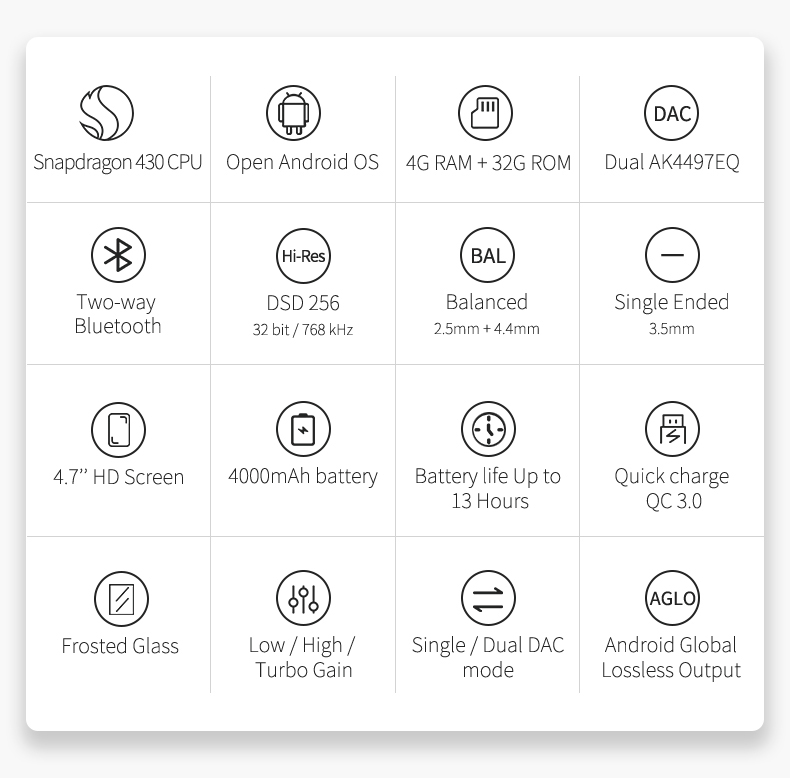 Snapdragon 430 CPU
Open Android OS
4G RAM + 32G ROM
DAC
Dual AK4497EQ
Two-way
Bluetooth
Hi-Res
DSD 256
32 bit / 768 kHz
BAL
Balanced
2.5mm + 4.4mm
Single Ended
3.5mm
4.7’’ HD Screen
4000mAh battery
Battery life Up to
13 Hours
Quick charge
QC 3.0
Frosted Glass
Low / High /
Turbo Gain
Single / Dual DAC
mode
AGLO
Android Global
Lossless Output